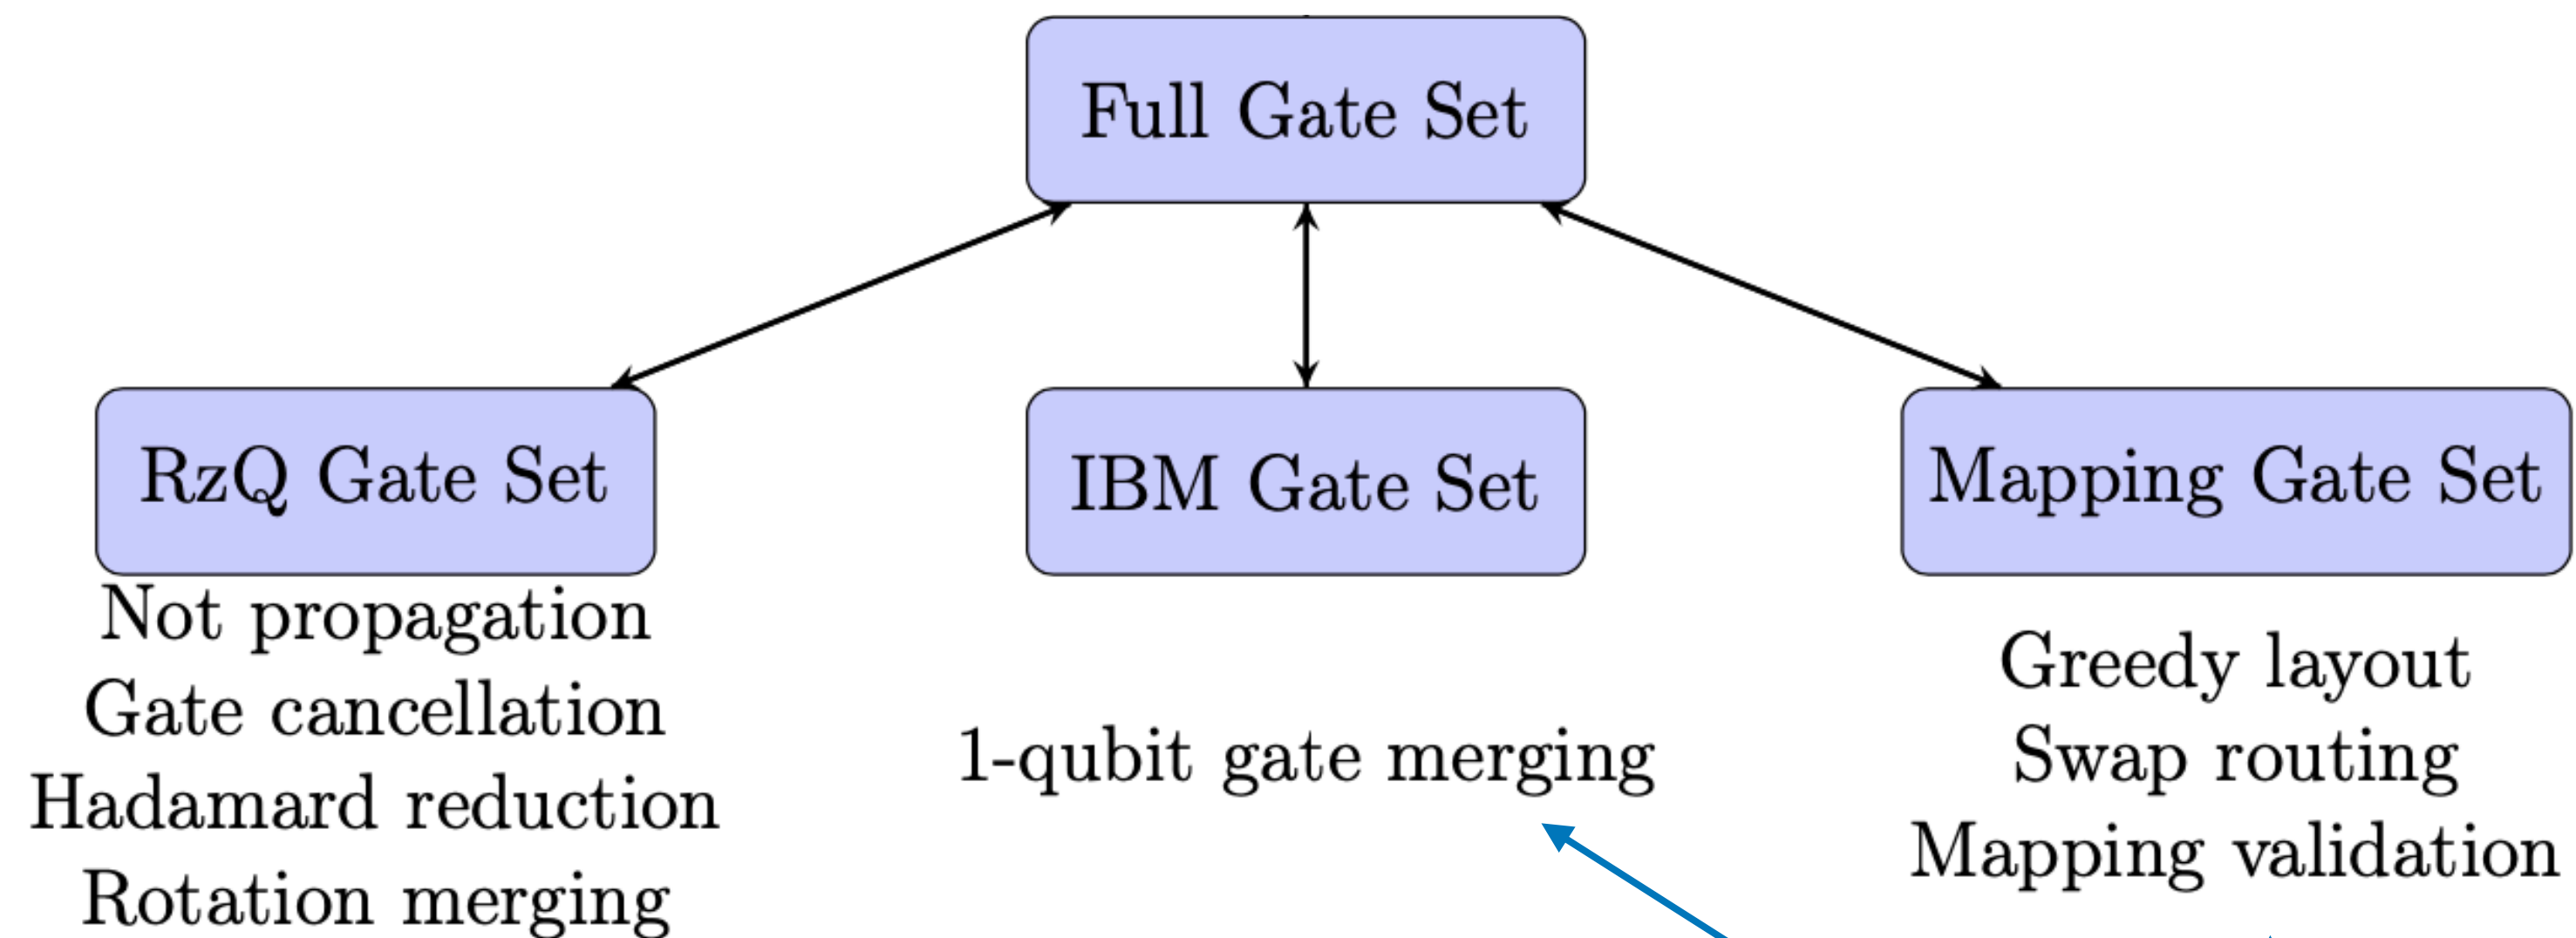 Full Gate Set
RzQ Gate Set
IBM Gate Set
Mapping Gate Set
Not propagation
Gate cancellation
Hadamard reduction
Rotation merging
1-qubit gate merging
Greedy layout
Swap routing
Mapping validation